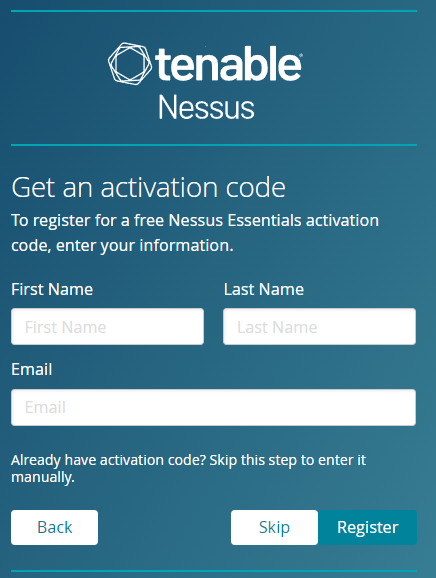 tenable
Nessus
Get an activation code
To register for a free Nessus Essentials activation
code, enter your information.
First Name Last Name
First Name Last Name
Email
Email
Already have activation code? Skip this step to enter it
manually.
Back Skip Register